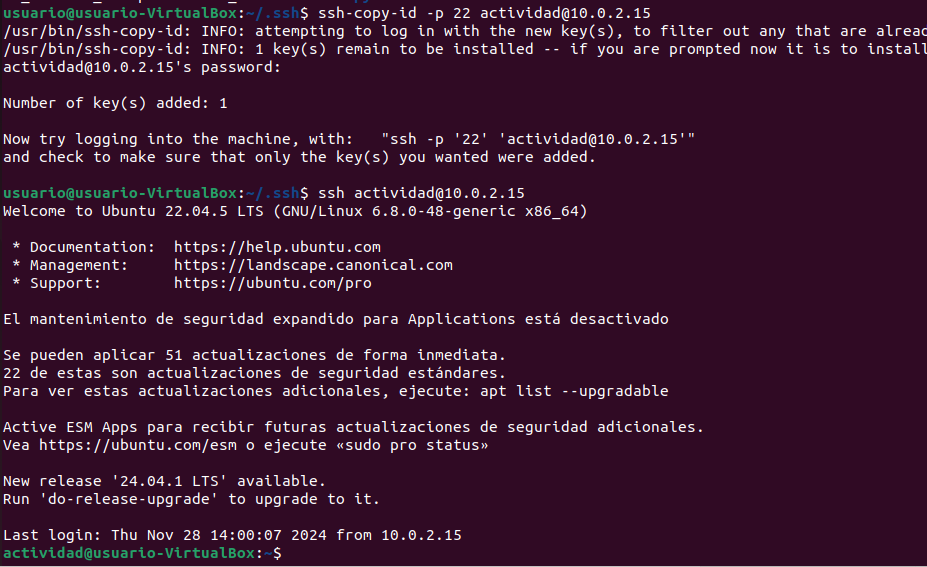 usuario@usuario-VirtualBox:~/.ssh$ ssh-copy-id -p 22 actividad@10.0.2.15
/usr/bin/ssh-copy-id: INFO: attempting to log in with the new key(s), to filter out any that are alread
/usr/bin/ssh-copy-id: INFO: 1 key(s) remain to be installed -- if you are prompted now it is to install
actividad@10.0.2.15's password:
Number of key(s) added: 1
Now try logging into the machine, with:   "ssh -p '22' 'actividad@10.0.2.15'"
and check to make sure that only the key(s) you wanted were added.
usuario@usuario-VirtualBox:~/.ssh$ ssh actividad@10.0.2.15
Welcome to Ubuntu 22.04.5 LTS (GNU/Linux 6.8.0-48-generic x86_64)
 * Documentation:  https://help.ubuntu.com
 * Management:     https://landscape.canonical.com
 * Support:        https://ubuntu.com/pro
El mantenimiento de seguridad expandido para Applications está desactivado
Se pueden aplicar 51 actualizaciones de forma inmediata.
22 de estas son actualizaciones de seguridad estándares.
Para ver estas actualizaciones adicionales, ejecute: apt list --upgradable
Active ESM Apps para recibir futuras actualizaciones de seguridad adicionales.
Vea https://ubuntu.com/esm o ejecute «sudo pro status»
New release '24.04.1 LTS' available.
Run 'do-release-upgrade' to upgrade to it.
Last login: Thu Nov 28 14:00:07 2024 from 10.0.2.15
actividad@usuario-VirtualBox:~$